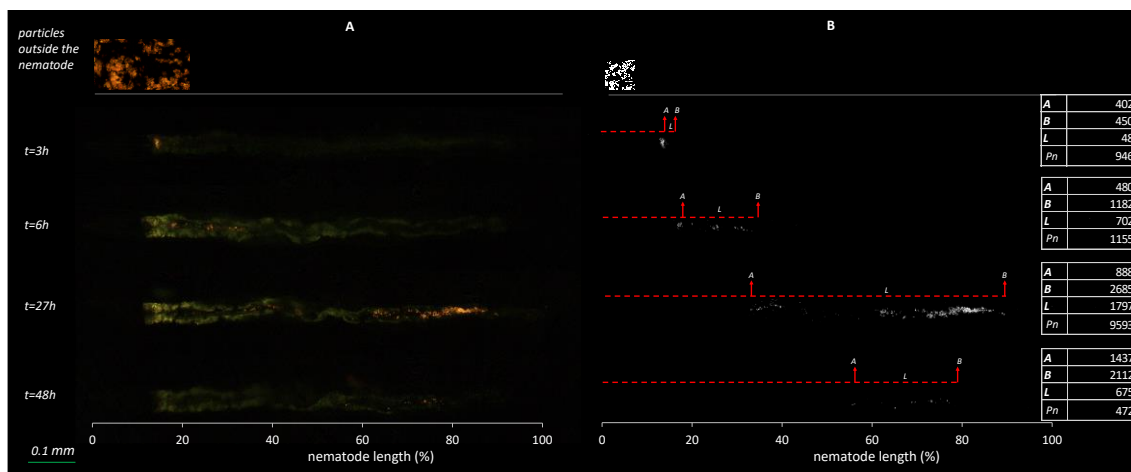 A
B
particles
outside the
nematode
A B
L
t=3h
A 402
B 450
L 48
Pn 946
A B
L
t=6h
A 480
B 1182
L 702
Pn 1155
A B
L
t=27h
A 888
B 2685
L 1797
Pn 9593
A B
L
t=48h
A 1437
B 2112
L 675
Pn 472
0 20 40 60 80 100
0 20 40 60 80 100
0.1 mm
nematode length (%)
nematode length (%)